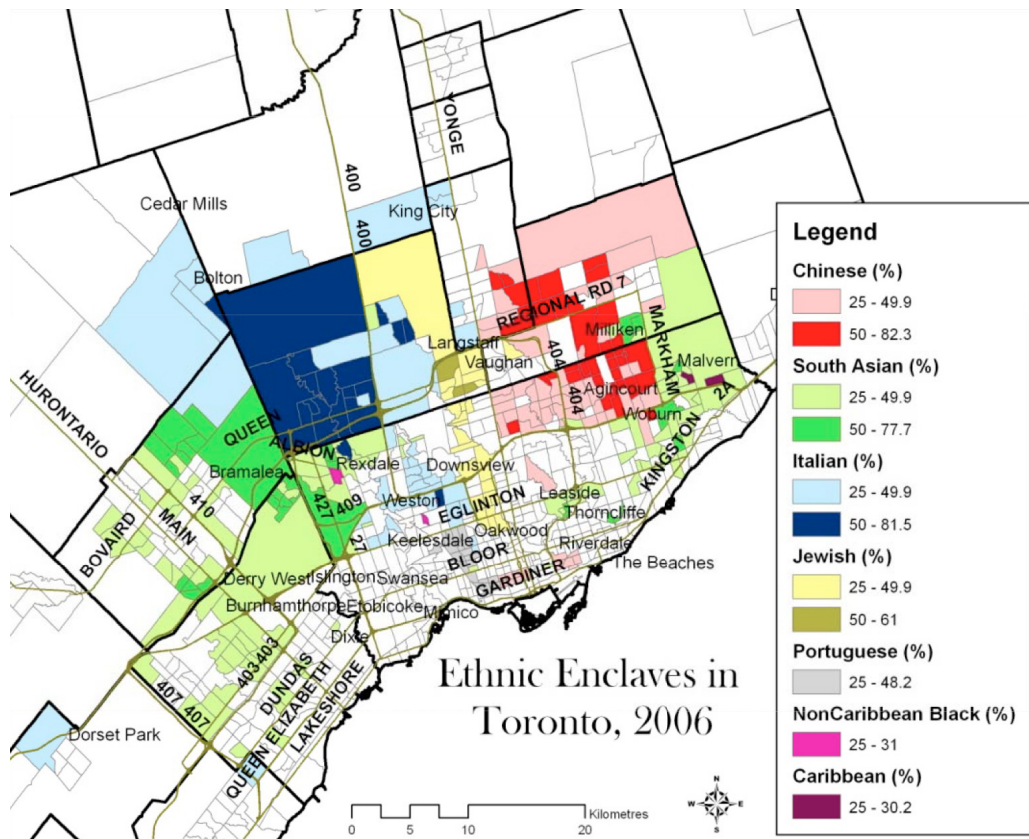 YONGE
400
Cedar Mills
King City
400
Bolton
REGIONAL RD 7
MARKHAM
Milliken
Langstaff
Vaughan
404
Malvern
HURONTARIO
Agincourt
404
2A
QUEEN
Woburn
ALBION
Rexdale
Downsview
KINGSTON
Bramalea
Weston
Leaside
410
427
409
EGLINTON
Thorncliffe
MAIN
Oakwood
BOVAIRD
27
Keelesdale
BLOOR
Riverdale
The Beaches
Derry West
Islington
Swansea
GARDINER
Burnhamthorpe
Etobicoke
Mimico
Dixie
403
403
DUNDAS
QUEEN ELIZABETH
LAKESHORE
407
407
Dorset Park
D
Ethnic Enclaves in
Toronto, 2006
Kilometres
0 5 10 20
N
W E
S
Legend
Chinese (%)
25 - 49.9
50 - 82.3
South Asian (%)
25 - 49.9
50 - 77.7
Italian (%)
25 - 49.9
50 - 81.5
Jewish (%)
25 - 49.9
50 - 61
Portuguese (%)
25 - 48.2
NonCaribbean Black (%)
25 - 31
Caribbean (%)
25 - 30.2